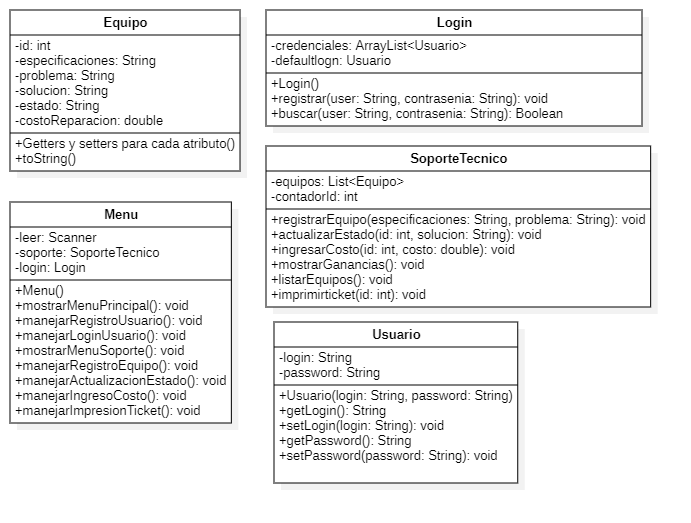 Equipo
-id: int
-especificaciones: String
-problema: String
-solucion: String
-estado: String
-costoReparacion: double
+Getters y setters para cada atributo()
+toString()
Login
-credenciales: ArrayList<Usuario>
-defaultlogn: Usuario
+Login()
+registrar(user: String, contrasenia: String): void
+buscar(user: String, contrasenia: String): Boolean
SoporteTecnico
-equipos: List<Equipo>
-contadorId: int
+registrarEquipo(especificaciones: String, problema: String): void
+actualizarEstado(id: int, solucion: String): void
+ingresarCosto(id: int, costo: double): void
+mostrarGanancias(): void
+listarEquipos(): void
+imprimirticket(id: int): void
Menu
-leer: Scanner
-soporte: SoporteTecnico
-login: Login
+Menu()
+mostrarMenuPrincipal(): void
+manejarRegistroUsuario(): void
+manejarLoginUsuario(): void
+mostrarMenuSoporte(): void
+manejarRegistroEquipo(): void
+manejarActualizacionEstado(): void
+manejarIngresoCosto(): void
+manejarImpresionTicket(): void
Usuario
-login: String
-password: String
+Usuario(login: String, password: String)
+getLogin(): String
+setLogin(login: String): void
+getPassword(): String
+setPassword(password: String): void